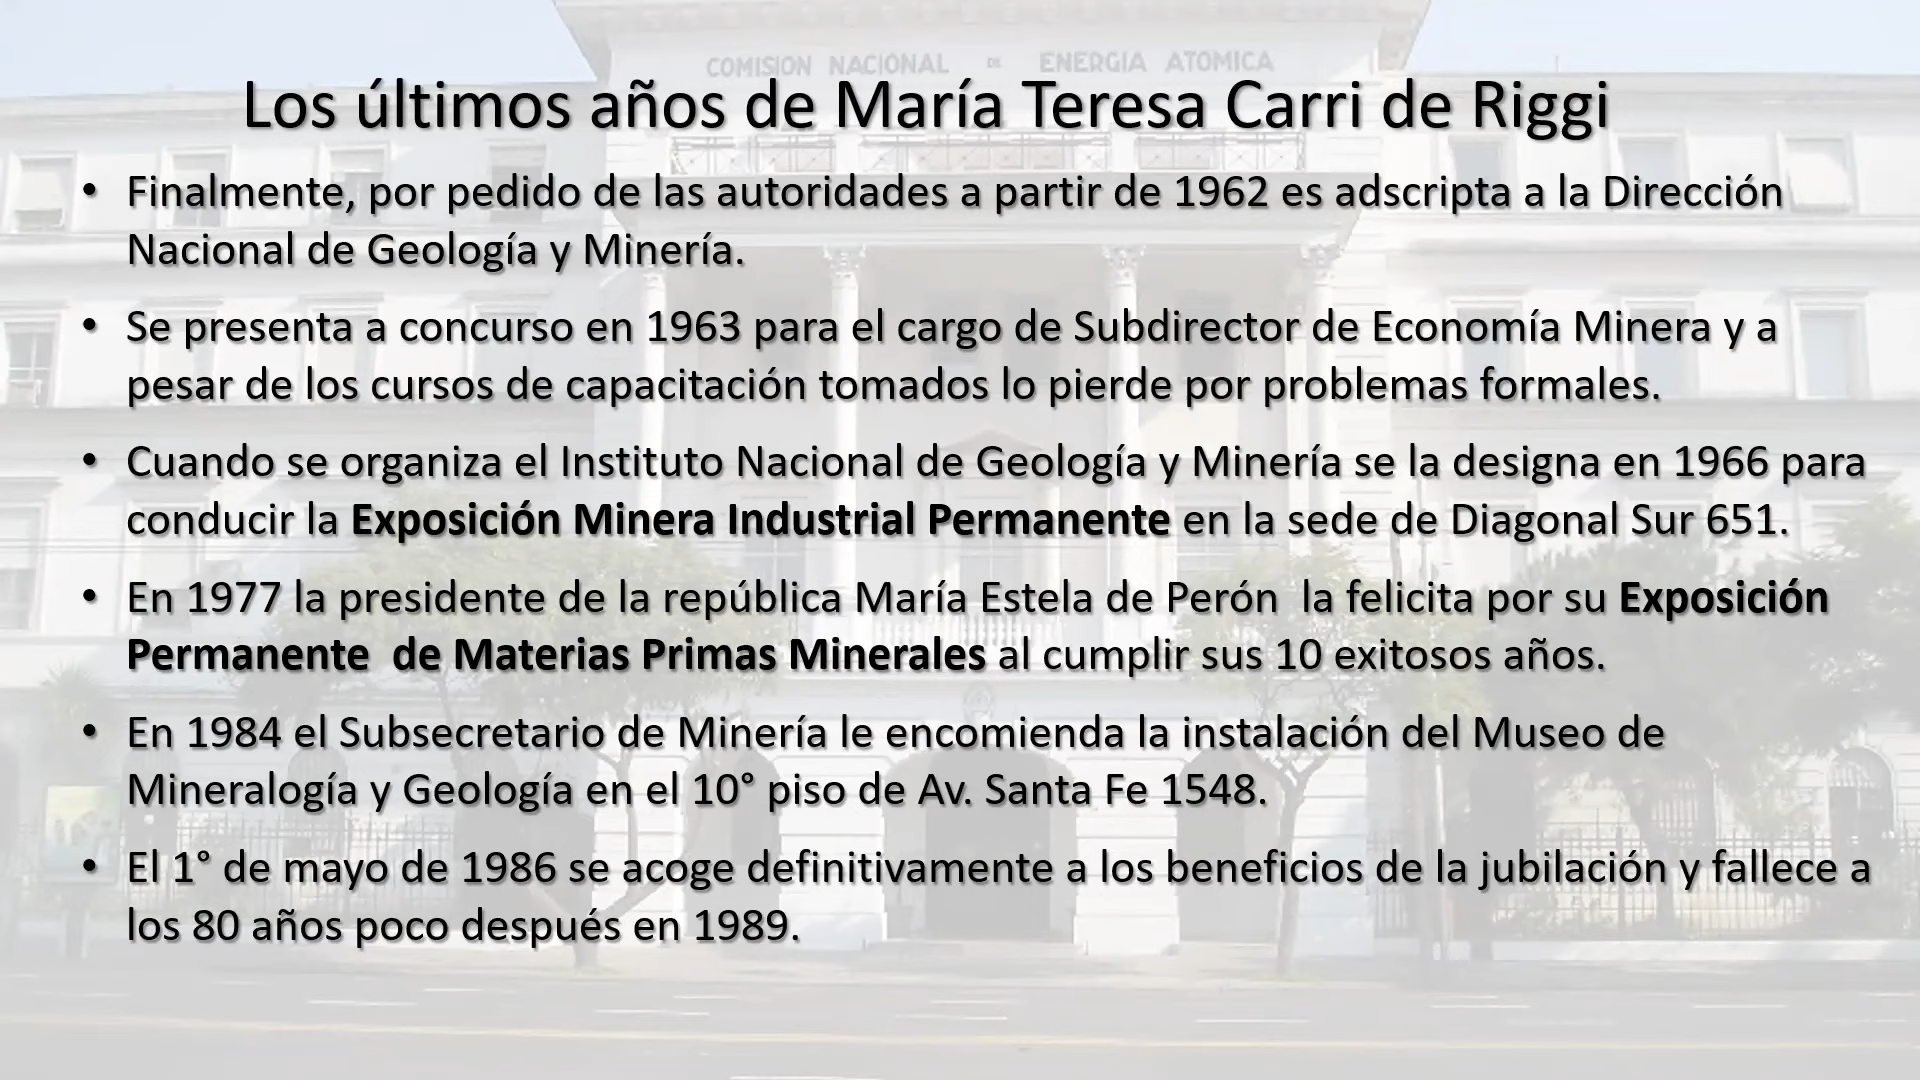 COMISION NACIONAL DE ENERGIA ATOMICA
Los últimos años de María Teresa Carri de Riggi
• Finalmente, por pedido de las autoridades a partir de 1962 es adscripta a la Dirección
Nacional de Geología y Minería.
• Se presenta a concurso en 1963 para el cargo de Subdirector de Economía Minera y a
pesar de los cursos de capacitación tomados lo pierde por problemas formales.
• Cuando se organiza el Instituto Nacional de Geología y Minería se la designa en 1966 para
conducir la Exposición Minera Industrial Permanente en la sede de Diagonal Sur 651.
• En 1977 la presidente de la república María Estela de Perón  la felicita por su Exposición
Permanente  de Materias Primas Minerales al cumplir sus 10 exitosos años.
• En 1984 el Subsecretario de Minería le encomienda la instalación del Museo de
Mineralogía y Geología en el 10° piso de Av. Santa Fe 1548.
• El 1° de mayo de 1986 se acoge definitivamente a los beneficios de la jubilación y fallece a
los 80 años poco después en 1989.